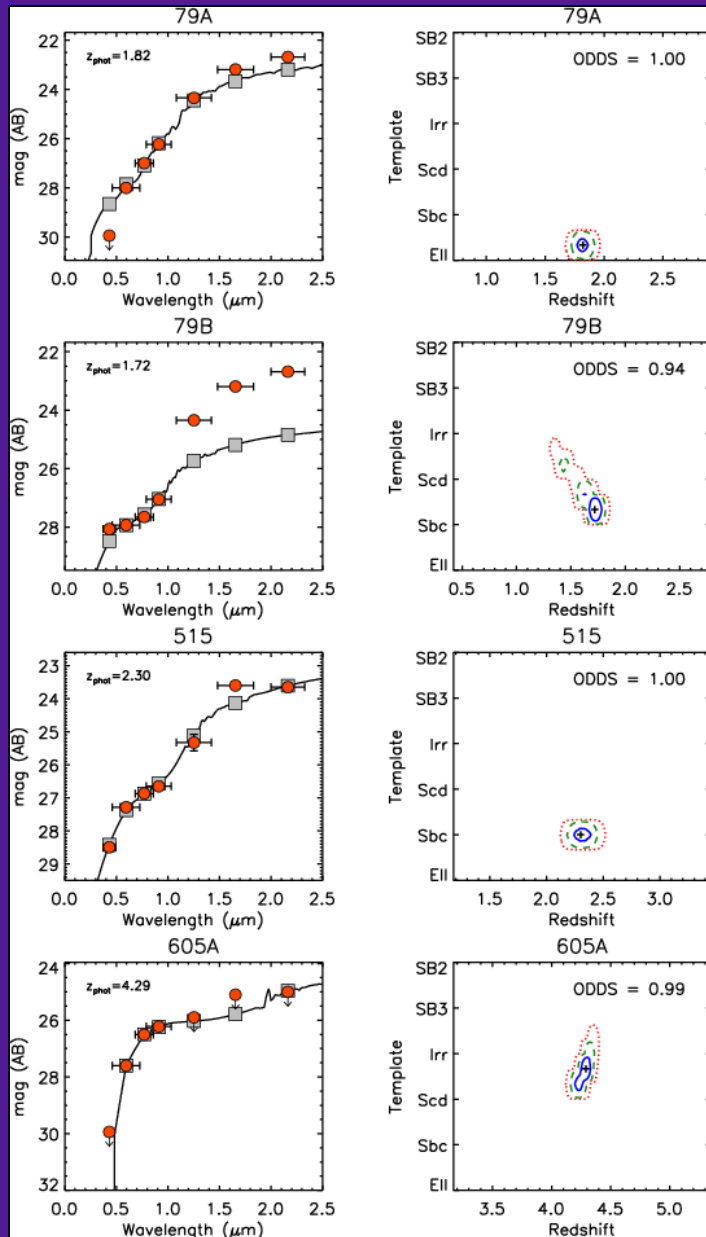 79A
z_phot=1.82
mag (AB)
22
24
26
28
30
0.0 0.5 1.0 1.5 2.0 2.5
Wavelength (μm)
79A
ODDS = 1.00
Template
SB2
SB3
Irr
Scd
Sbc
Ell
1.0 1.5 2.0
Redshift
79B
z_phot=1.72
mag (AB)
22
24
26
28
0.0 0.5 1.0 1.5 2.0 2.5
Wavelength (μm)
79B
ODDS = 0.94
Template
SB2
SB3
Irr
Scd
Sbc
Ell
0.5 1.0 1.5 2.0 2.5
Redshift
515
z_phot=2.30
mag (AB)
23
24
25
26
27
28
29
0.0 0.5 1.0 1.5 2.0 2.5
Wavelength (μm)
515
ODDS = 1.00
Template
SB2
SB3
Irr
Scd
Sbc
Ell
1.5 2.0 2.5 3.0
Redshift
605A
z_phot=4.29
mag (AB)
24
26
28
30
32
0.0 0.5 1.0 1.5 2.0 2.5
Wavelength (μm)
605A
ODDS = 0.99
Template
SB2
SB3
Irr
Scd
Sbc
Ell
3.5 4.0 4.5 5.0
Redshift